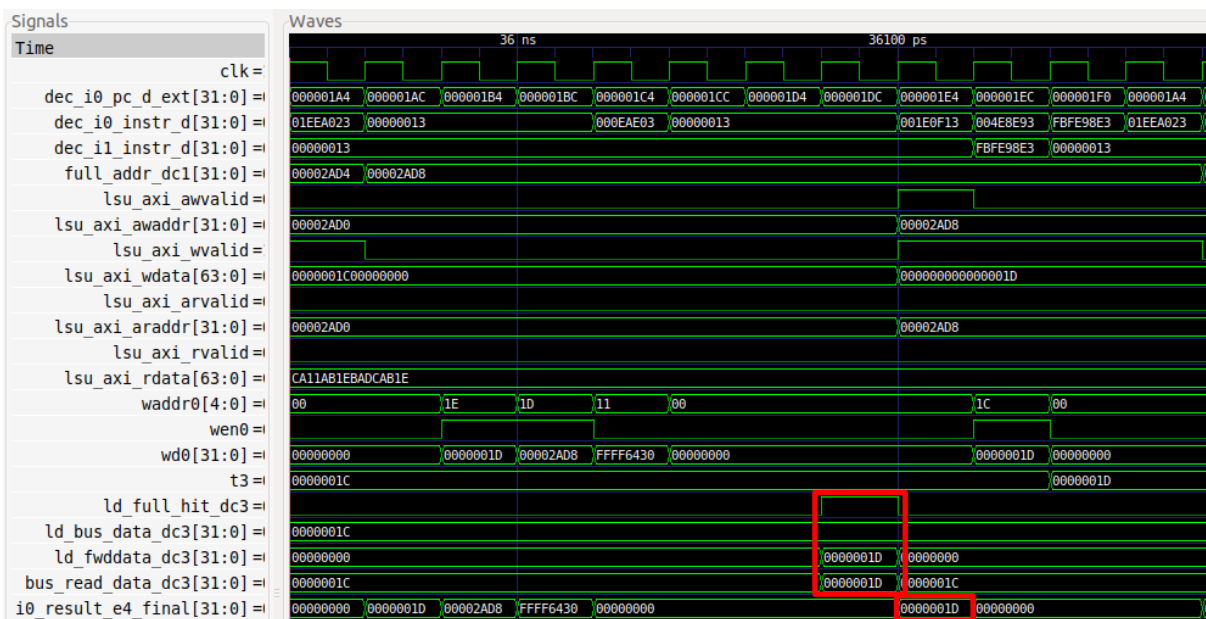 Signals Waves
Time 36 ns 36100 ps
clk=
dec_i0_pc_d_ext[31:0]= 000001A4 000001AC 000001B4 000001BC 000001C4 000001CC 000001D4 000001DC 000001E4 000001EC 000001F0 000001A4
dec_i0_instr_d[31:0]= 01EEA023 00000013 000EAE03 00000013 001E0F13 004E8E93 FBFE98E3 01EEA023
dec_i1_instr_d[31:0]= 00000013 FBFE98E3 00000013
full_addr_dc1[31:0]= 00002AD4 00002AD8
lsu_axi_awvalid=
lsu_axi_awaddr[31:0]= 00002AD0 00002AD8
lsu_axi_wvalid=
lsu_axi_wdata[63:0]= 0000001C00000000 000000000000001D
lsu_axi_arvalid=
lsu_axi_araddr[31:0]= 00002AD0 00002AD8
lsu_axi_rvalid=
lsu_axi_rdata[63:0]= CA11AB1EBADCAB1E
waddr0[4:0]= 00 1E 1D 11 00 1C 00
wen0=
wd0[31:0]= 00000000 0000001D 00002AD8 FFFF6430 00000000 0000001D 00000000
t3= 0000001C 0000001D
ld_full_hit_dc3=
ld_bus_data_dc3[31:0]= 0000001C
ld_fwddata_dc3[31:0]= 00000000 0000001D 00000000
bus_read_data_dc3[31:0]= 0000001C 0000001D 0000001C
i0_result_e4_final[31:0]= 00000000 0000001D 00002AD8 FFFF6430 00000000 0000001D 00000000